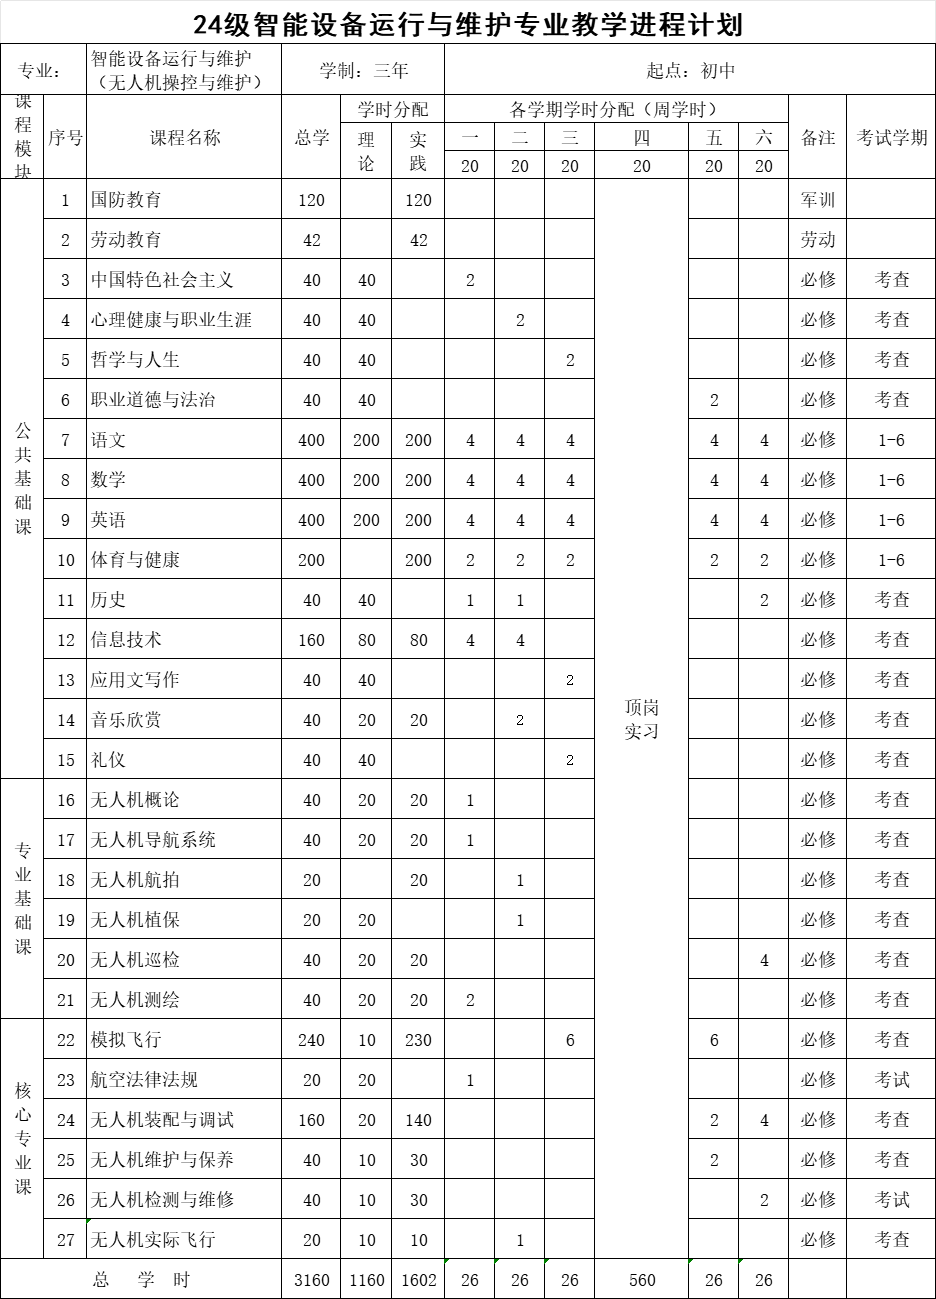 24级智能设备运行与维护专业教学进程计划
专业： 智能设备运行与维护（无人机操控与维护） 学制：三年 起点：初中
课程模块 序号 课程名称 总学 学时分配 各学期学时分配（周学时） 备注 考试学期
理论 实践 一 二 三 四 五 六
20 20 20 20 20 20
公共基础课
1 国防教育 120 120 军训
2 劳动教育 42 42 劳动
3 中国特色社会主义 40 40 2 必修 考查
4 心理健康与职业生涯 40 40 2 必修 考查
5 哲学与人生 40 40 2 必修 考查
6 职业道德与法治 40 40 2 必修 考查
7 语文 400 200 200 4 4 4 4 4 必修 1-6
8 数学 400 200 200 4 4 4 4 4 必修 1-6
9 英语 400 200 200 4 4 4 4 4 必修 1-6
10 体育与健康 200 200 2 2 2 2 2 必修 1-6
11 历史 40 40 1 1 2 必修 考查
12 信息技术 160 80 80 4 4 必修 考查
13 应用文写作 40 40 2 必修 考查
顶岗实习
14 音乐欣赏 40 20 20 2 必修 考查
15 礼仪 40 40 2 必修 考查
专业基础课
16 无人机概论 40 20 20 1 必修 考查
17 无人机导航系统 40 20 20 1 必修 考查
18 无人机航拍 20 20 1 必修 考查
19 无人机植保 20 20 1 必修 考查
20 无人机巡检 40 20 20 4 必修 考查
21 无人机测绘 40 20 20 2 必修 考查
核心专业课
22 模拟飞行 240 10 230 6 6 必修 考查
23 航空法律法规 20 20 1 必修 考试
24 无人机装配与调试 160 20 140 2 4 必修 考查
25 无人机维护与保养 40 10 30 2 必修 考查
26 无人机检测与维修 40 10 30 2 必修 考试
27 无人机实际飞行 20 10 10 1 必修 考查
总 学 时 3160 1160 1602 26 26 26 560 26 26